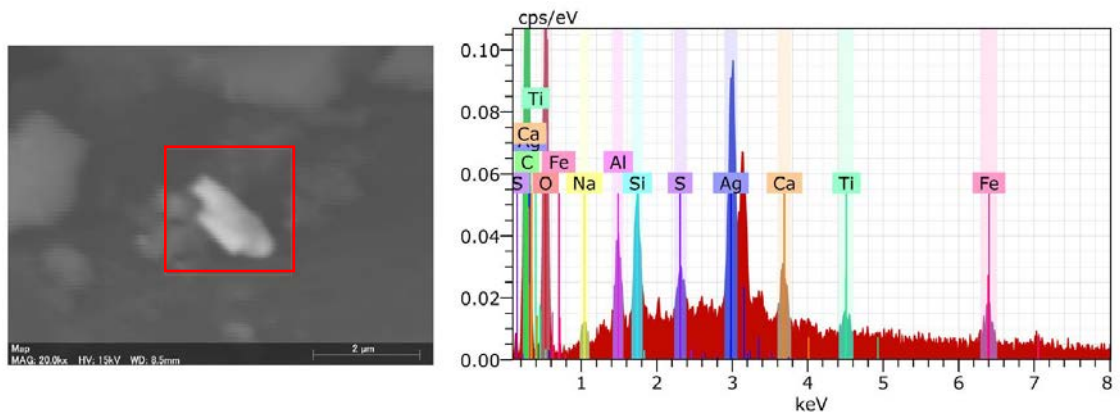 Map
MAG: 20.0kx HV: 15kV WD: 8.5mm
2 µm
cps/eV
0.10
0.08
0.06
0.04
0.02
0.00
Ti
Ca
Ag
C Fe Al
S O Na Si S Ag Ca Ti Fe
1 2 3 4 5 6 7 8
keV